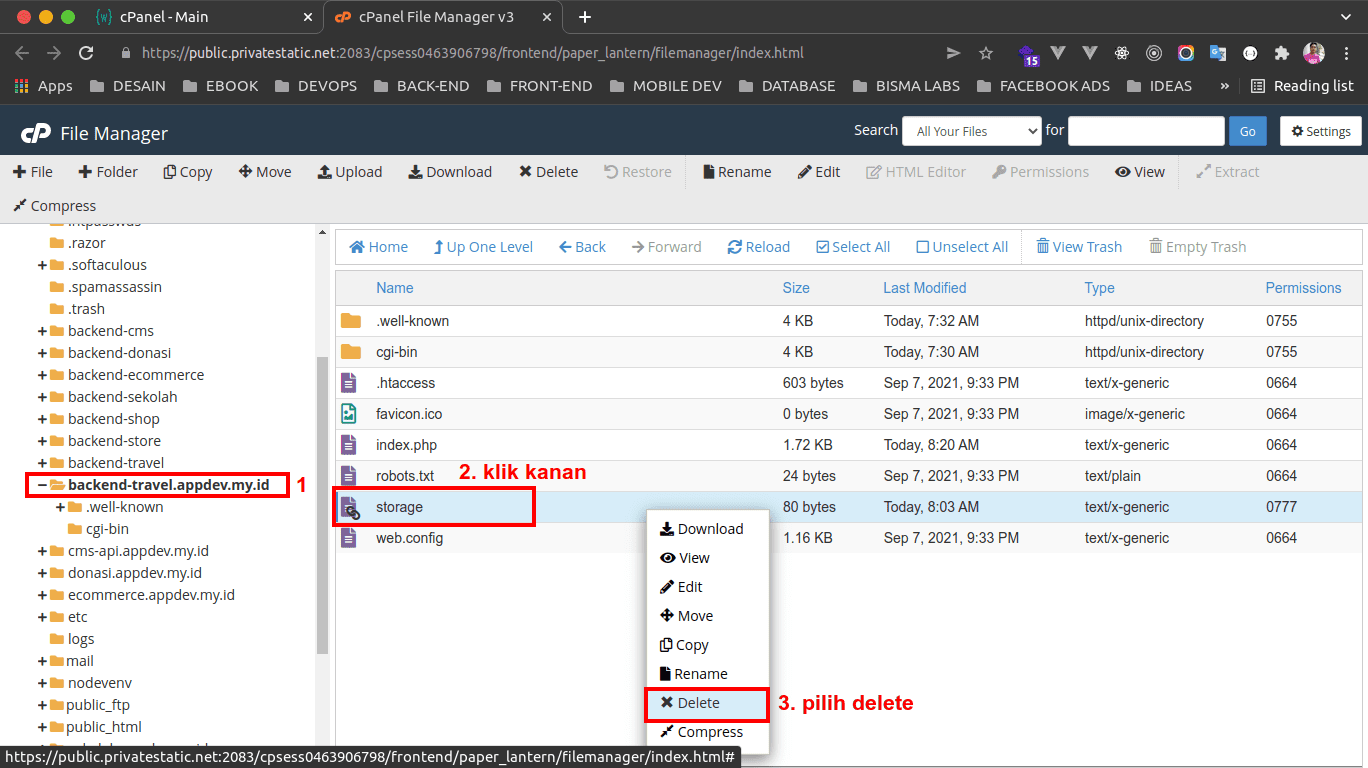 cPanel - Main
cPanel File Manager v3
https://public.privatestatic.net:2083/cpsess0463906798/frontend/paper_lantern/filemanager/index.html
15
Apps DESAIN EBOOK DEVOPS BACK-END FRONT-END MOBILE DEV DATABASE BISMA LABS FACEBOOK ADS IDEAS » Reading list
cP File Manager
Search All Your Files for Go Settings
File Folder Copy Move Upload Download Delete Restore Rename Edit HTML Editor Permissions View Extract
Compress
.razor
.softaculous
.spamassassin
.trash
backend-cms
backend-donasi
backend-ecommerce
backend-sekolah
backend-shop
backend-store
backend-travel
backend-travel.appdev.my.id 1
.well-known
cgi-bin
cms-api.appdev.my.id
donasi.appdev.my.id
ecommerce.appdev.my.id
etc
logs
mail
nodevenv
public_ftp
public_html
Home Up One Level Back Forward Reload Select All Unselect All View Trash Empty Trash
Name Size Last Modified Type Permissions
.well-known 4 KB Today, 7:32 AM httpd/unix-directory 0755
cgi-bin 4 KB Today, 7:30 AM httpd/unix-directory 0755
.htaccess 603 bytes Sep 7, 2021, 9:33 PM text/x-generic 0664
favicon.ico 0 bytes Sep 7, 2021, 9:33 PM image/x-generic 0664
index.php 1.72 KB Today, 8:20 AM text/x-generic 0664
robots.txt 24 bytes Sep 7, 2021, 9:33 PM text/plain 0664
2. klik kanan
storage 80 bytes Today, 8:03 AM text/x-generic 0777
web.config 1.16 KB Sep 7, 2021, 9:33 PM text/x-generic 0664
Download
View
Edit
Move
Copy
Rename
Delete 3. pilih delete
Compress
https://public.privatestatic.net:2083/cpsess0463906798/frontend/paper_lantern/filemanager/index.html#